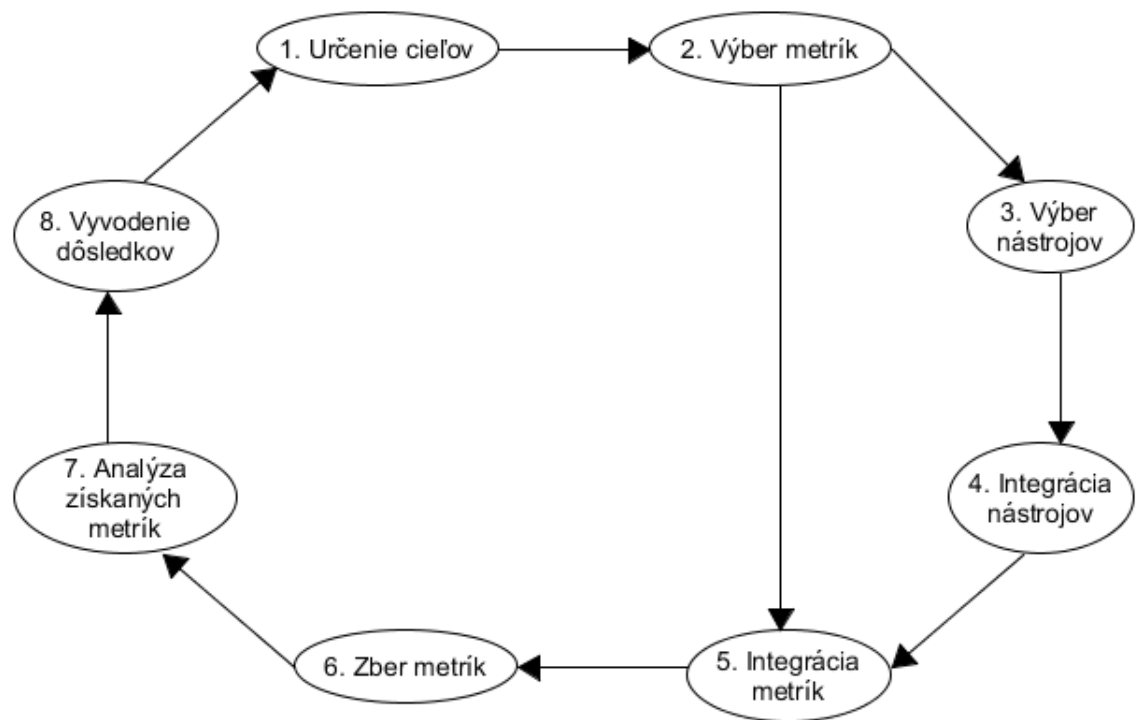 1. Určenie cieľov
2. Výber metrík
3. Výber
nástrojov
4. Integrácia
nástrojov
5. Integrácia
metrík
6. Zber metrík
7. Analýza
získaných
metrík
8. Vyvodenie
dôsledkov